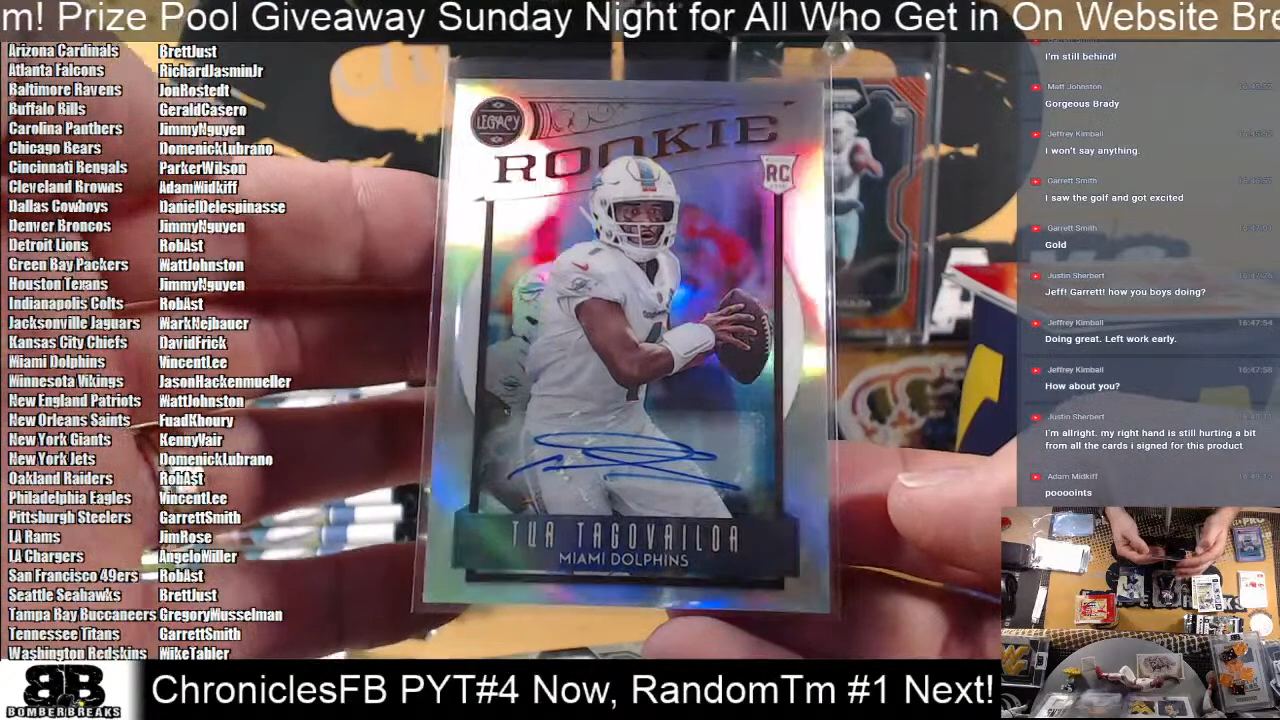 m! Prize Pool Giveaway Sunday Night for All Who Get in On Website Bre
Arizona Cardinals BrettJust
Atlanta Falcons RichardJasminJr
Baltimore Ravens JonRostedt
Buffalo Bills GeraldCasero
Carolina Panthers JimmyNguyen
Chicago Bears DomenickLubrano
Cincinnati Bengals ParkerWilson
Cleveland Browns AdamMidkiff
Dallas Cowboys DanielDelespinasse
Denver Broncos JimmyNguyen
Detroit Lions RobAst
Green Bay Packers MattJohnston
Houston Texans JimmyNguyen
Indianapolis Colts RobAst
Jacksonville Jaguars MarkNejbauer
Kansas City Chiefs DavidFrick
Miami Dolphins VincentLee
Minnesota Vikings JasonHackenmueller
New England Patriots MattJohnston
New Orleans Saints FuadKhoury
New York Giants KennyVair
New York Jets DomenickLubrano
Oakland Raiders RobAst
Philadelphia Eagles VincentLee
Pittsburgh Steelers GarrettSmith
LA Rams JimRose
LA Chargers AngeloMiller
San Francisco 49ers RobAst
Seattle Seahawks BrettJust
Tampa Bay Buccaneers GregoryMusselman
Tennessee Titans GarrettSmith
Washington Redskins MikeTabler
LEGACY
ROOKIE
RC
TUA TAGOVAILOA
MIAMI DOLPHINS
I'm still behind!
Matt Johnston
Gorgeous Brady
Jeffrey Kimball
I won't say anything.
Garrett Smith
I saw the golf and got excited
Garrett Smith
Gold
Justin Sherbert
Jeff! Garrett! how you boys doing?
Jeffrey Kimball 16:47:54
Doing great. Left work early.
Jeffrey Kimball 16:47:58
How about you?
Justin Sherbert
I'm allright. my right hand is still hurting a bit
from all the cards i signed for this product
Adam Midkiff
pooooints
BB
BOMBERBREAKS
ChroniclesFB PYT#4 Now, RandomTm #1 Next!